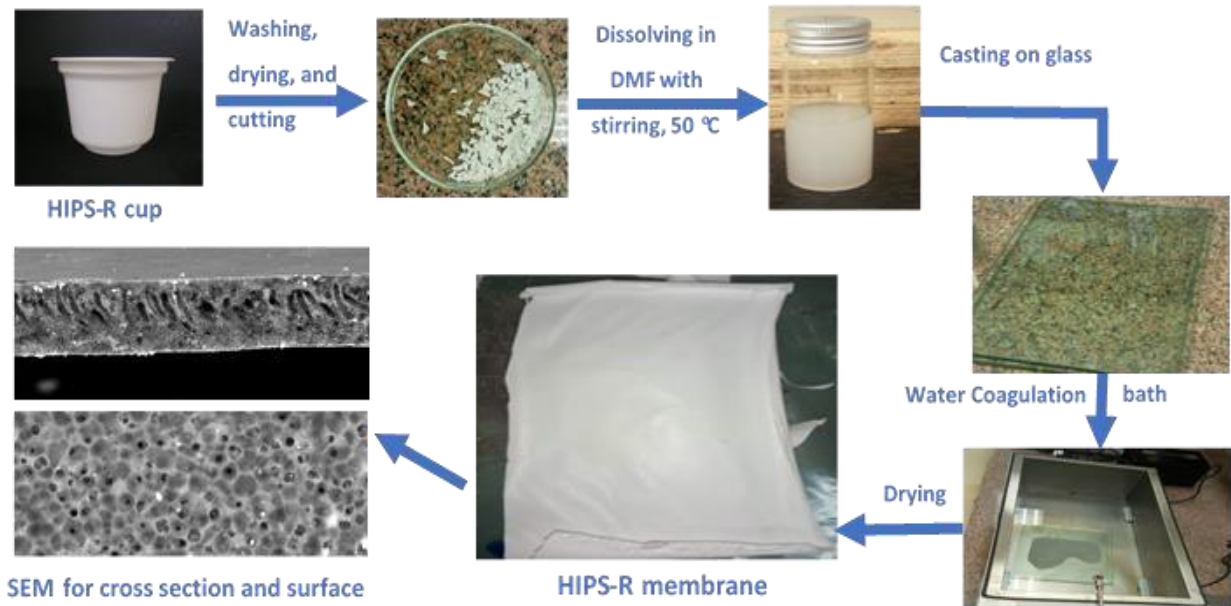 Washing,
drying, and
cutting
Dissolving in
DMF with
stirring, 50 °C
Casting on glass
HIPS-R cup
Water Coagulation bath
Drying
HIPS-R membrane
SEM for cross section and surface